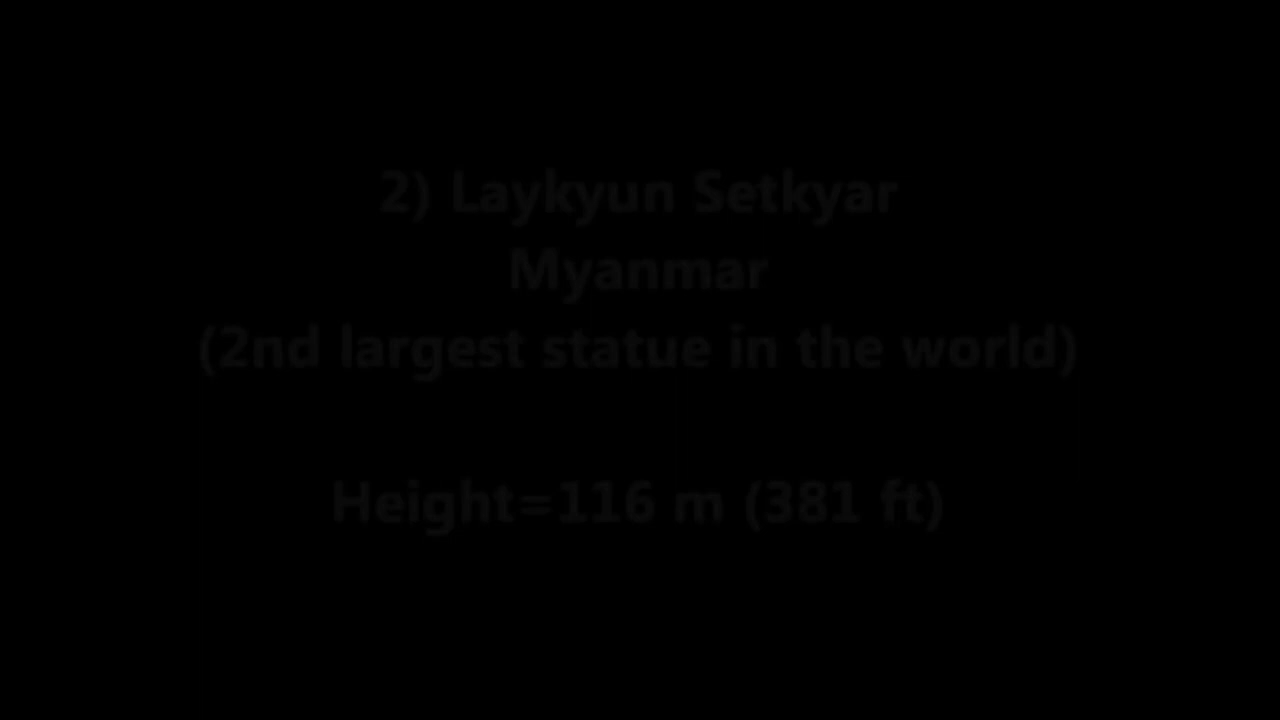 2) Laykyun Setkyar
Myanmar
(2nd largest statue in the world)
Height=116 m (381 ft)